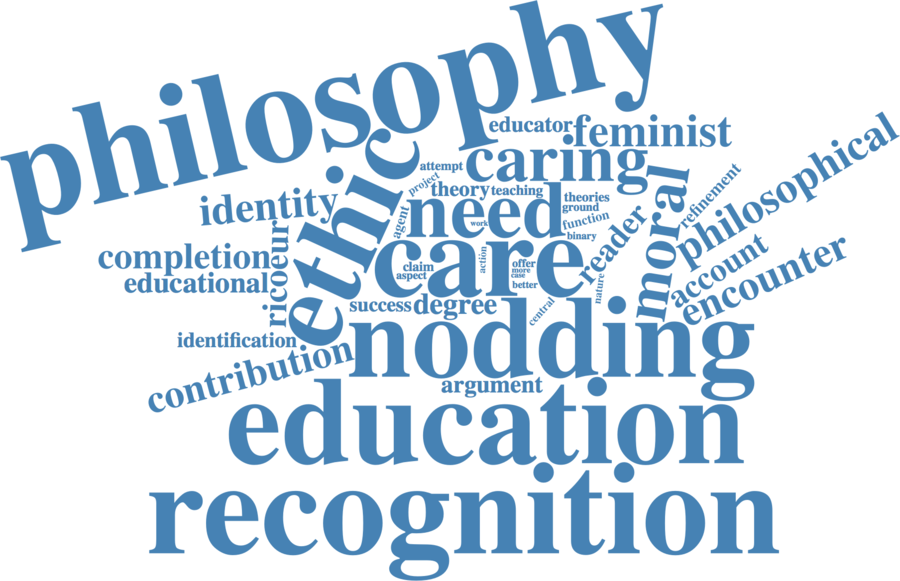 philosophy
ethic
educator
feminist
caring
attempt
project
theory
teaching
theories
ground
identity
agent
need
work
function
binary
reader
moral
refinement
philosophical
completion
ricoeur
care
claim
aspect
action
offer
more
case
better
nature
account
encounter
educational
success
degree
central
identification
contribution
nodding
argument
education
recognition